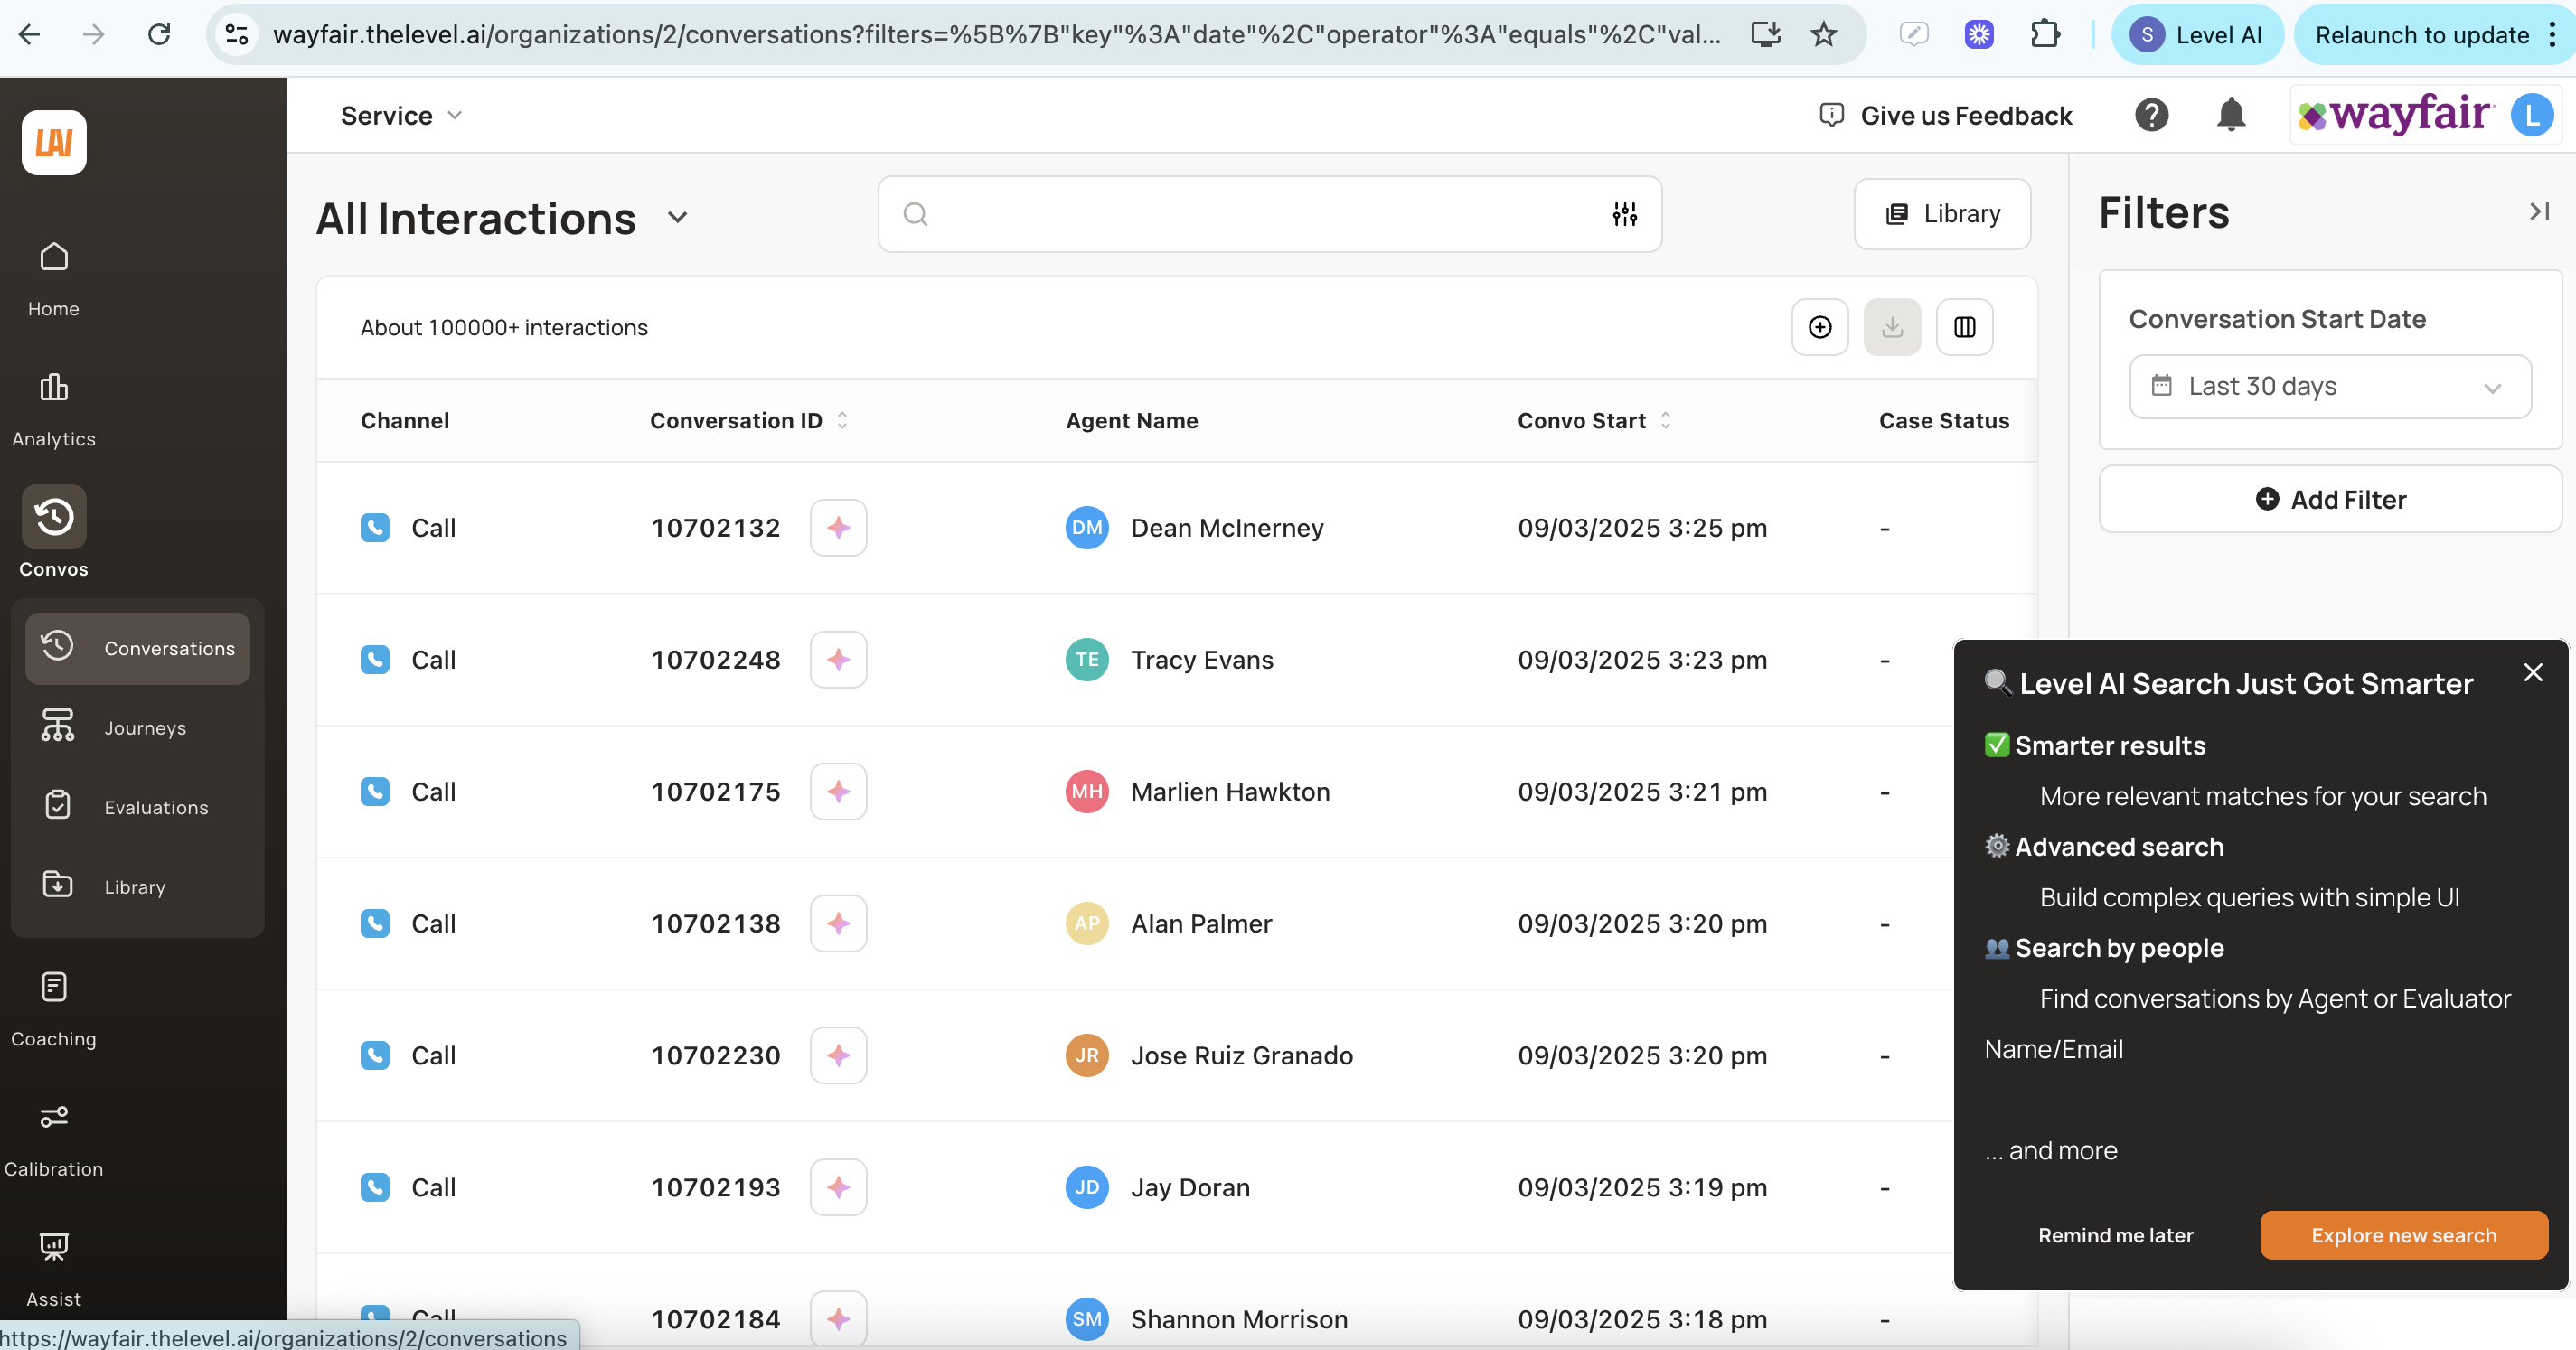 wayfair.thelevel.ai/organizations/2/conversations?filters=%5B%7B"key"%3A"date"%2C"operator"%3A"equals"%2C"val...
S Level AI
Relaunch to update
LAI
Service
Give us Feedback
wayfair
L
Home
Analytics
Convos
Conversations
Journeys
Evaluations
Library
Coaching
Calibration
Assist
All Interactions
Library
About 100000+ interactions
Channel Conversation ID Agent Name Convo Start Case Status
Call 10702132 DM Dean McInerney 09/03/2025 3:25 pm -
Call 10702248 TE Tracy Evans 09/03/2025 3:23 pm -
Call 10702175 MH Marlien Hawkton 09/03/2025 3:21 pm -
Call 10702138 AP Alan Palmer 09/03/2025 3:20 pm -
Call 10702230 JR Jose Ruiz Granado 09/03/2025 3:20 pm -
Call 10702193 JD Jay Doran 09/03/2025 3:19 pm -
Call 10702184 SM Shannon Morrison 09/03/2025 3:18 pm -
Filters
Conversation Start Date
Last 30 days
Add Filter
🔍 Level AI Search Just Got Smarter
✅ Smarter results
More relevant matches for your search
⚙️ Advanced search
Build complex queries with simple UI
👥 Search by people
Find conversations by Agent or Evaluator
Name/Email
... and more
Remind me later
Explore new search
https://wayfair.thelevel.ai/organizations/2/conversations